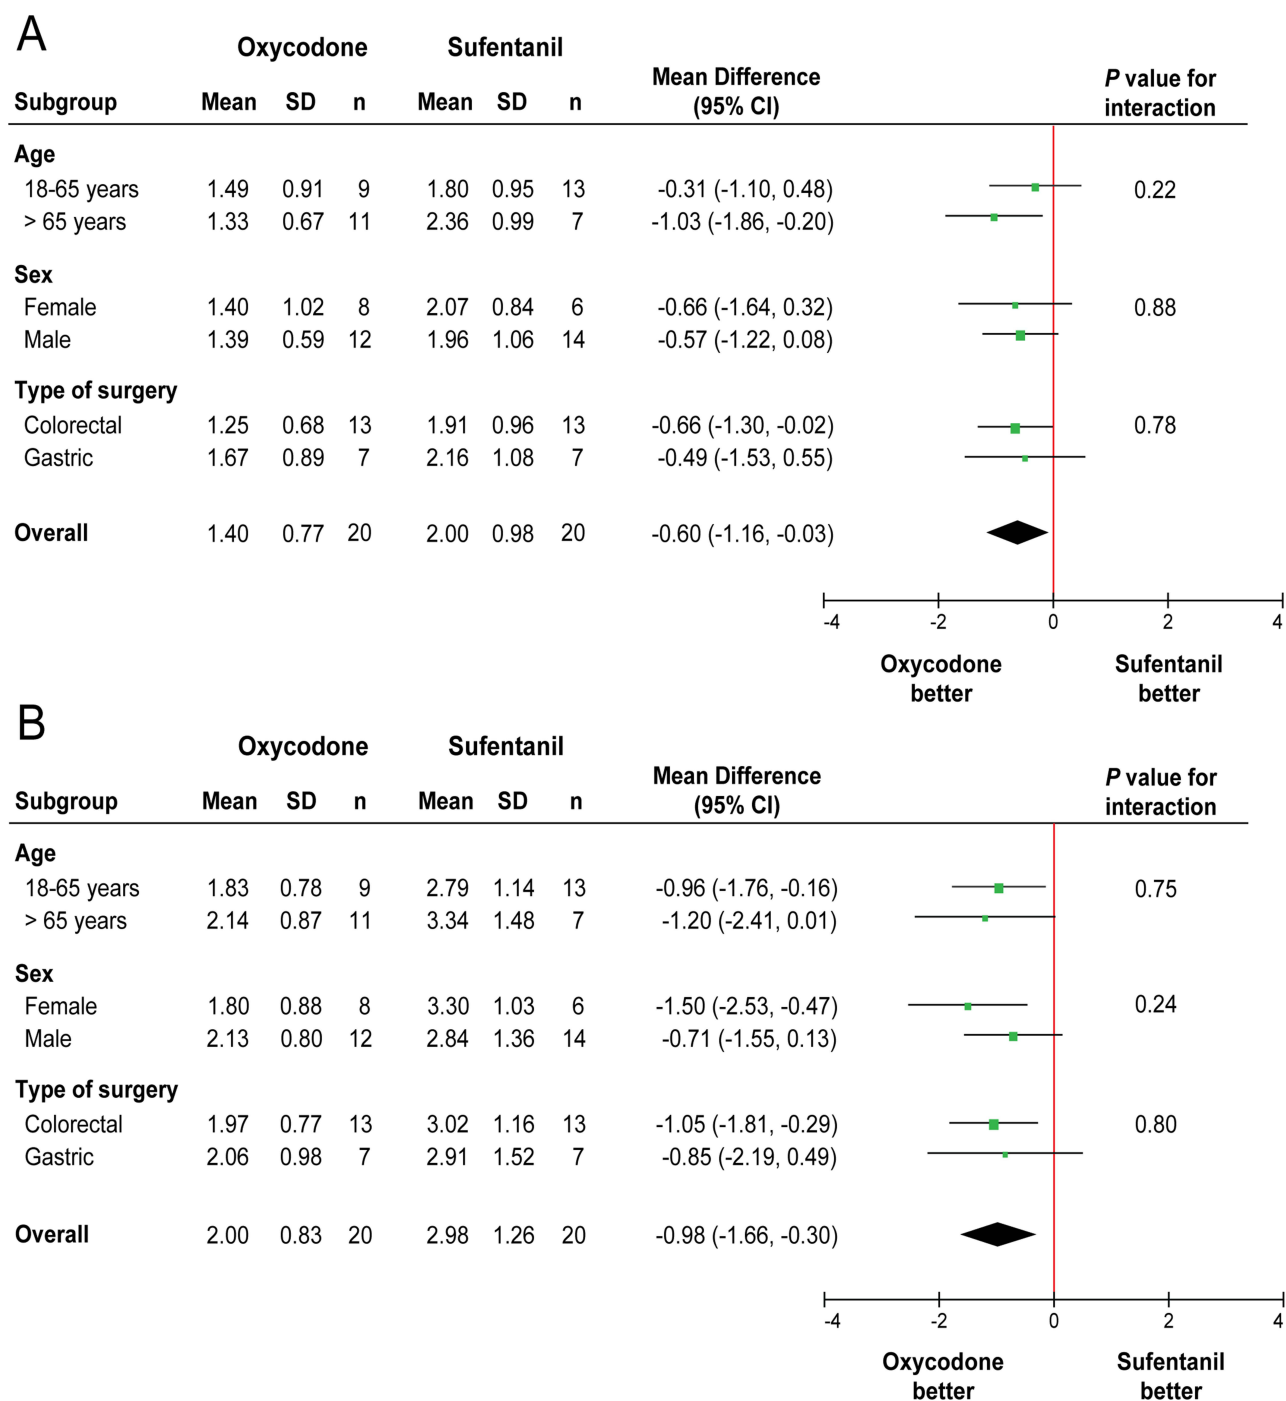 A
Oxycodone Sufentanil
Mean Difference P value for
Subgroup Mean SD n Mean SD n (95% CI) interaction
Age
18-65 years 1.49 0.91 9 1.80 0.95 13 -0.31 (-1.10, 0.48) 0.22
> 65 years 1.33 0.67 11 2.36 0.99 7 -1.03 (-1.86, -0.20)
Sex
Female 1.40 1.02 8 2.07 0.84 6 -0.66 (-1.64, 0.32) 0.88
Male 1.39 0.59 12 1.96 1.06 14 -0.57 (-1.22, 0.08)
Type of surgery
Colorectal 1.25 0.68 13 1.91 0.96 13 -0.66 (-1.30, -0.02) 0.78
Gastric 1.67 0.89 7 2.16 1.08 7 -0.49 (-1.53, 0.55)
Overall 1.40 0.77 20 2.00 0.98 20 -0.60 (-1.16, -0.03)
-4 -2 0 2 4
Oxycodone Sufentanil
better better
B
Oxycodone Sufentanil
Mean Difference P value for
Subgroup Mean SD n Mean SD n (95% CI) interaction
Age
18-65 years 1.83 0.78 9 2.79 1.14 13 -0.96 (-1.76, -0.16) 0.75
> 65 years 2.14 0.87 11 3.34 1.48 7 -1.20 (-2.41, 0.01)
Sex
Female 1.80 0.88 8 3.30 1.03 6 -1.50 (-2.53, -0.47) 0.24
Male 2.13 0.80 12 2.84 1.36 14 -0.71 (-1.55, 0.13)
Type of surgery
Colorectal 1.97 0.77 13 3.02 1.16 13 -1.05 (-1.81, -0.29) 0.80
Gastric 2.06 0.98 7 2.91 1.52 7 -0.85 (-2.19, 0.49)
Overall 2.00 0.83 20 2.98 1.26 20 -0.98 (-1.66, -0.30)
-4 -2 0 2 4
Oxycodone Sufentanil
better better